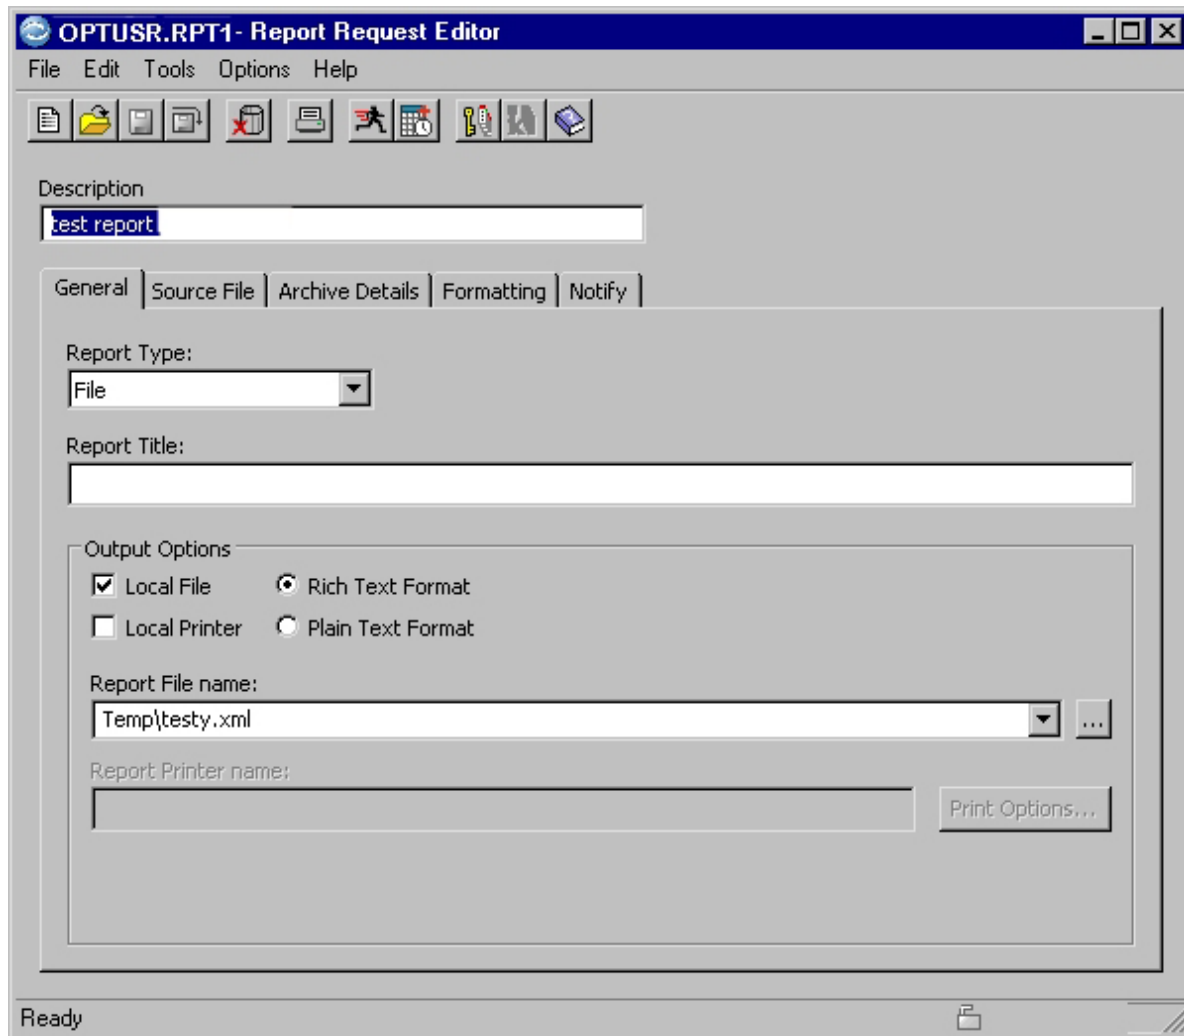 OPTUSR.RPT1- Report Request Editor
File Edit Tools Options Help
Description
test report
General Source File Archive Details Formatting Notify
Report Type:
File
Report Title:
Output Options
Local File Rich Text Format
Local Printer Plain Text Format
Report File name:
Temp\testy.xml ...
Report Printer name:
Print Options...
Ready